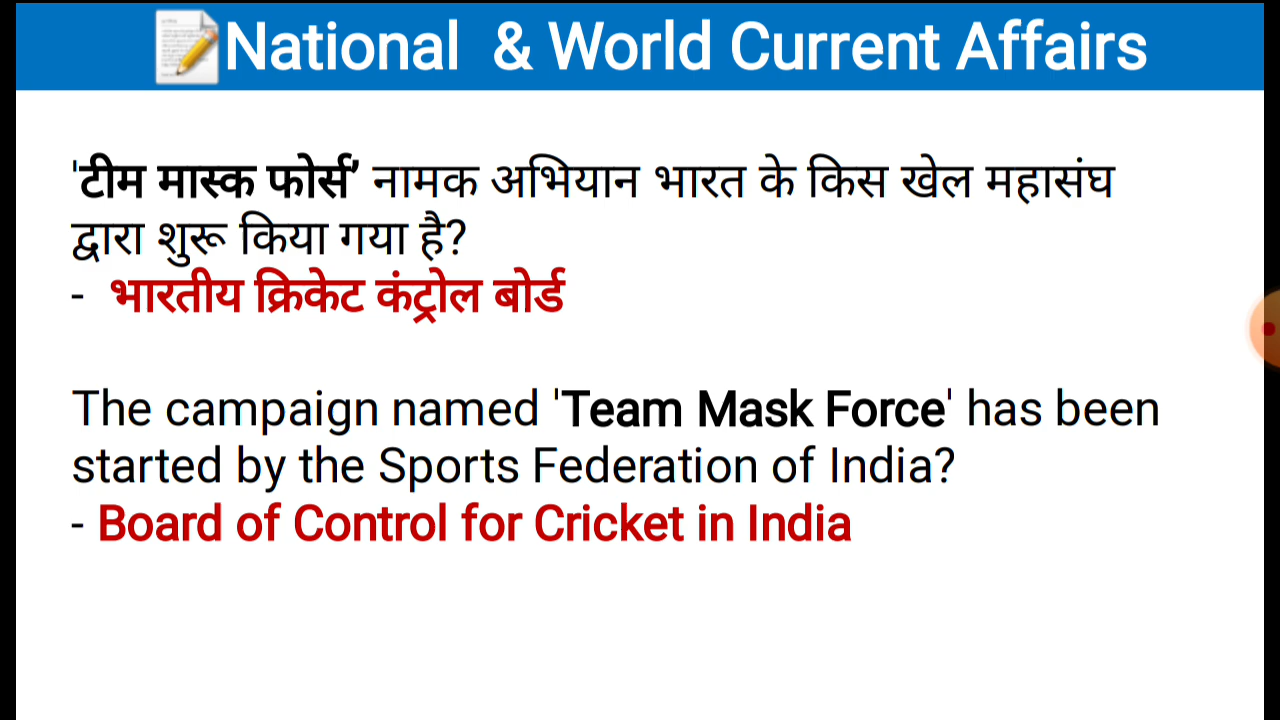 National & World Current Affairs
'टीम मास्क फोर्स' नामक अभियान भारत के किस खेल महासंघ
द्वारा शुरू किया गया है?
- भारतीय क्रिकेट कंट्रोल बोर्ड
The campaign named 'Team Mask Force' has been
started by the Sports Federation of India?
- Board of Control for Cricket in India